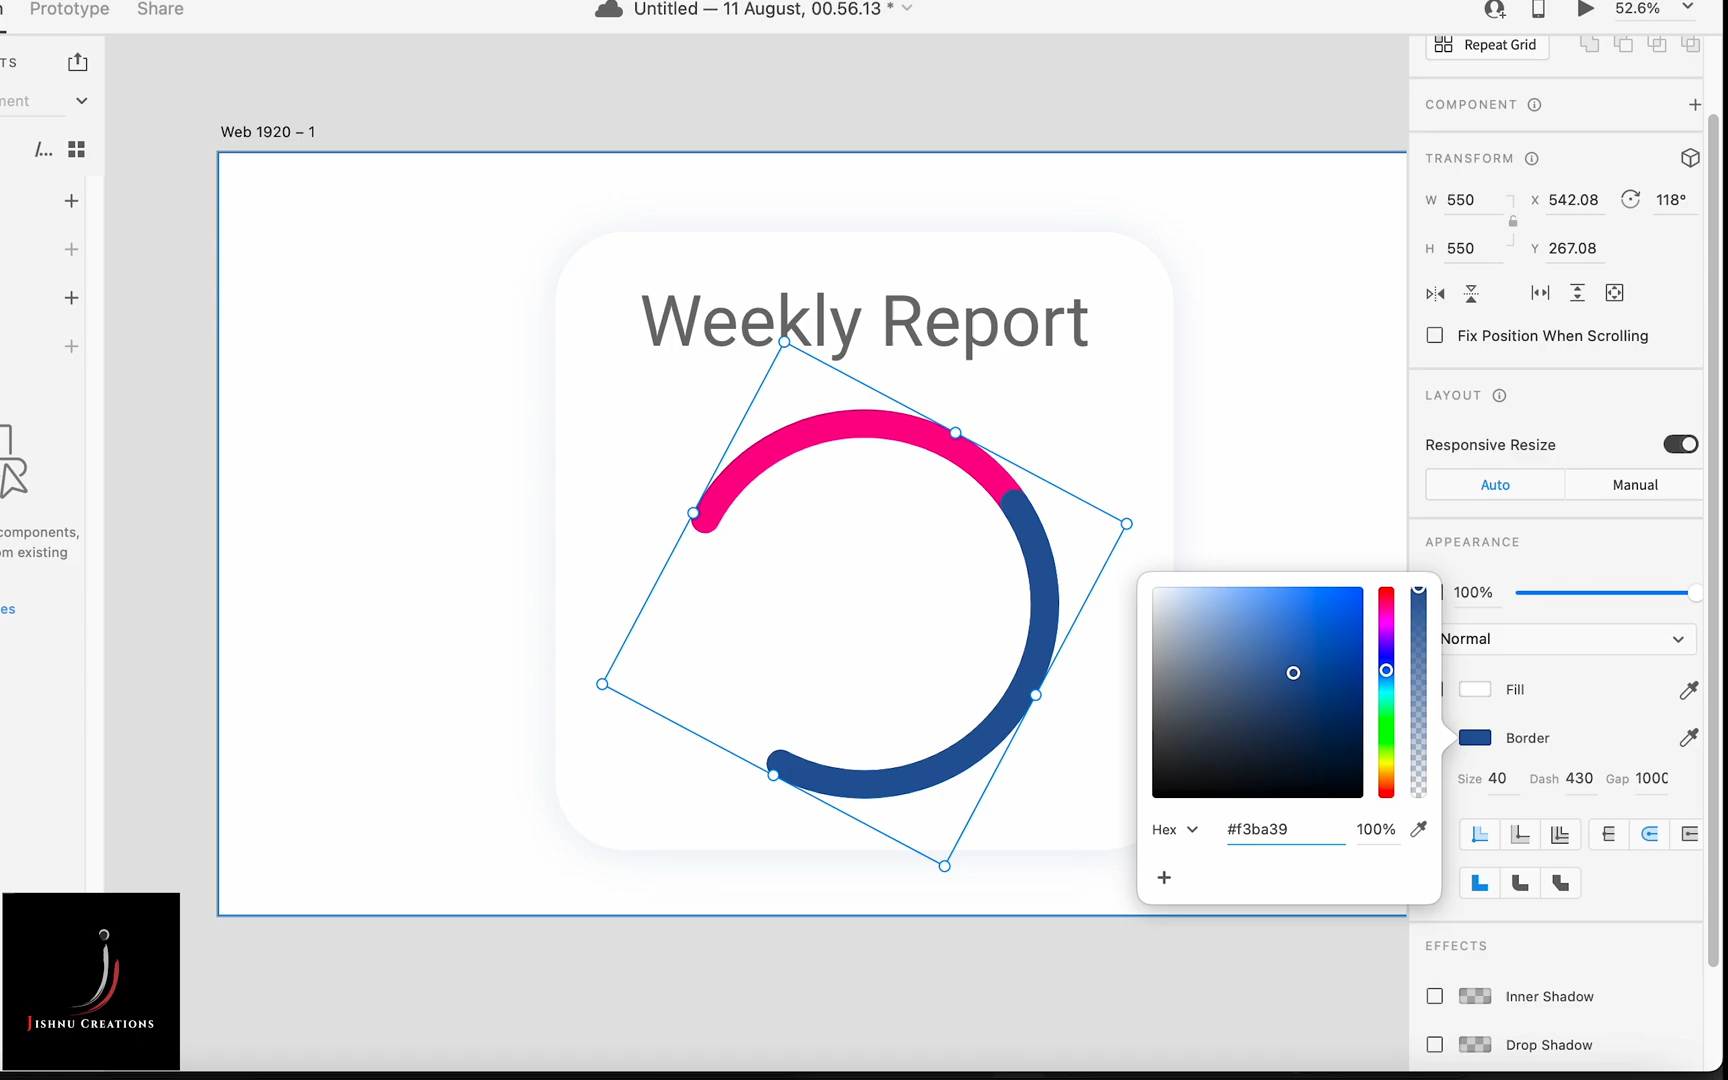 Prototype Share
Untitled — 11 August, 00.56.13 *
52.6%
TS
Repeat Grid
ment
COMPONENT
Web 1920 – 1
/...
TRANSFORM
W 550 X 542.08 118°
H 550 Y 267.08
Weekly Report
Fix Position When Scrolling
LAYOUT
Responsive Resize
Auto Manual
components,
om existing
APPEARANCE
100%
es
Normal
Fill
Border
Size 40 Dash 430 Gap 1000
Hex #f3ba39 100%
+
EFFECTS
Inner Shadow
Drop Shadow
JISHNU CREATIONS